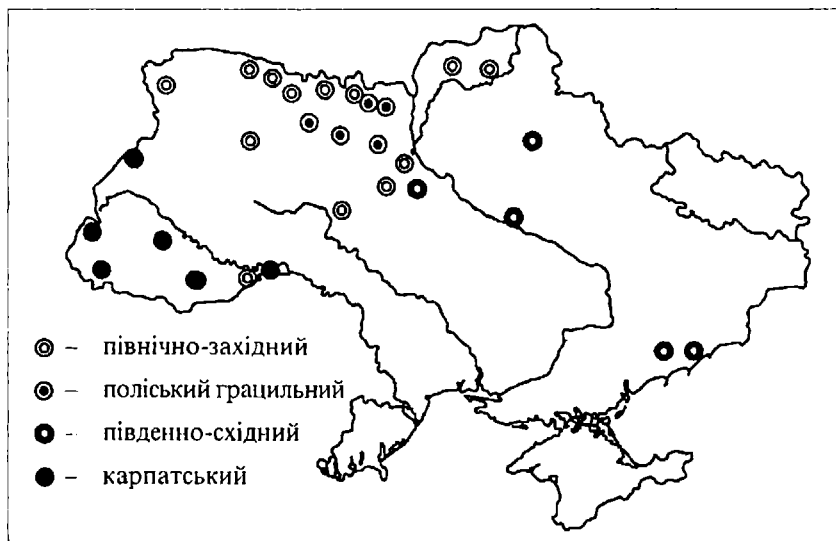 – північно-західний
– поліський грацильний
- південно-східний
– карпатський